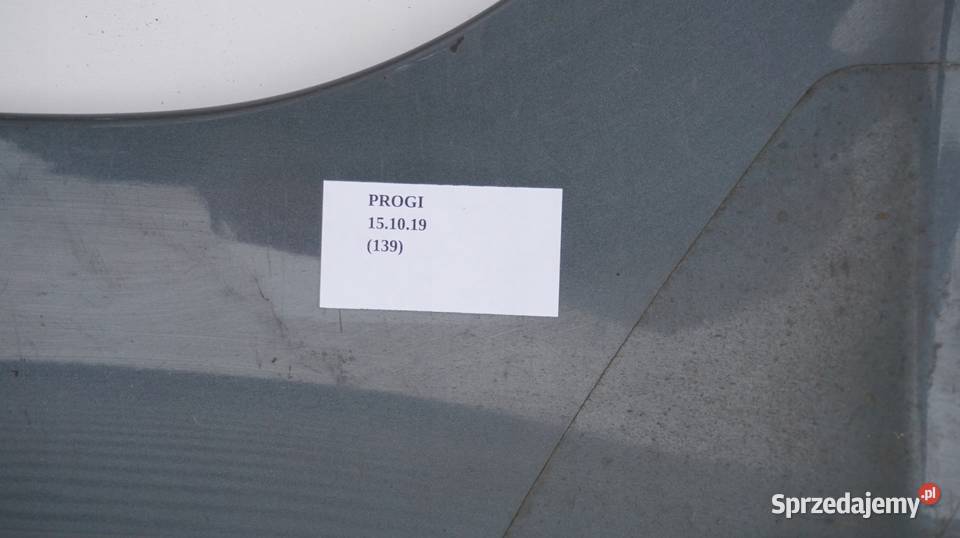 PROGI
15.10.19
(139)
Sprzedajemy.pl